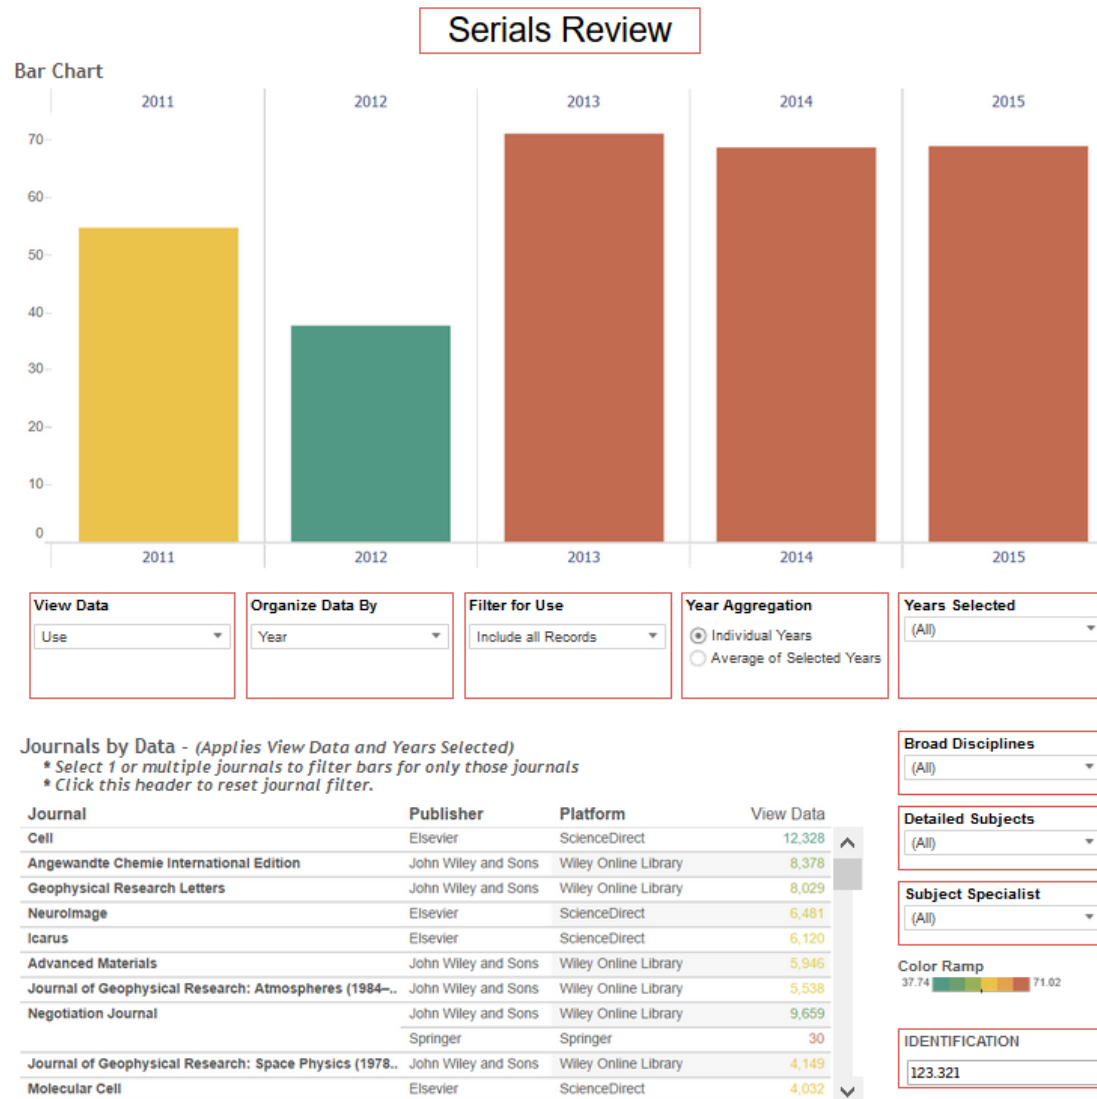 Serials Review
Bar Chart
2011 2012 2013 2014 2015
70
60
50
40
30
20
10
0
2011 2012 2013 2014 2015
View Data Organize Data By Filter for Use Year Aggregation Years Selected
Use Year Include all Records Individual Years (All)
Average of Selected Years
Journals by Data - (Applies View Data and Years Selected)
* Select 1 or multiple journals to filter bars for only those journals
* Click this header to reset journal filter.
Journal Publisher Platform View Data
Cell Elsevier ScienceDirect 12,328
Angewandte Chemie International Edition John Wiley and Sons Wiley Online Library 8,378
Geophysical Research Letters John Wiley and Sons Wiley Online Library 8,029
NeuroImage Elsevier ScienceDirect 6,481
Icarus Elsevier ScienceDirect 6,120
Advanced Materials John Wiley and Sons Wiley Online Library 5,946
Journal of Geophysical Research: Atmospheres (1984–.. John Wiley and Sons Wiley Online Library 5,538
Negotiation Journal John Wiley and Sons Wiley Online Library 9,659
Springer Springer 30
Journal of Geophysical Research: Space Physics (1978.. John Wiley and Sons Wiley Online Library 4,149
Molecular Cell Elsevier ScienceDirect 4,032
Broad Disciplines
(All)
Detailed Subjects
(All)
Subject Specialist
(All)
Color Ramp
37.74 71.02
IDENTIFICATION
123.321